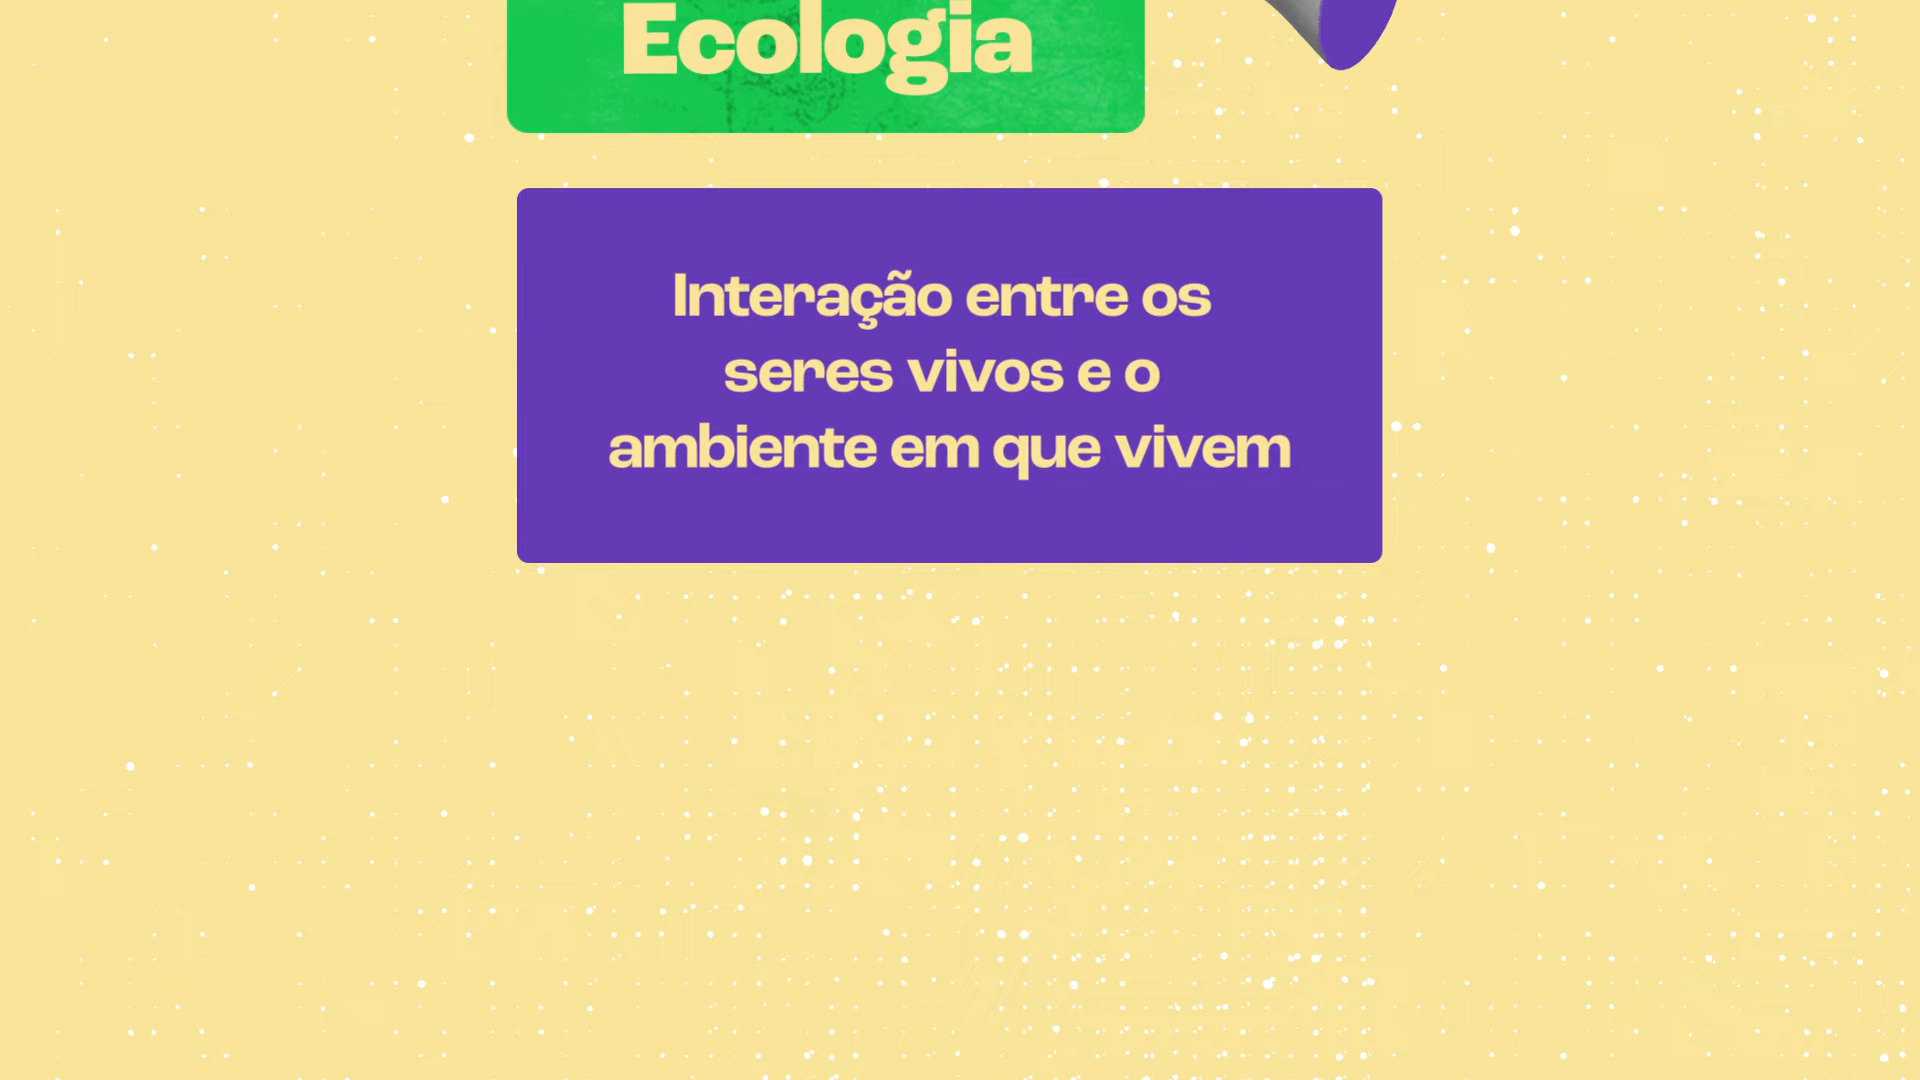 Ecologia
Interação entre os
seres vivos e o
ambiente em que vivem